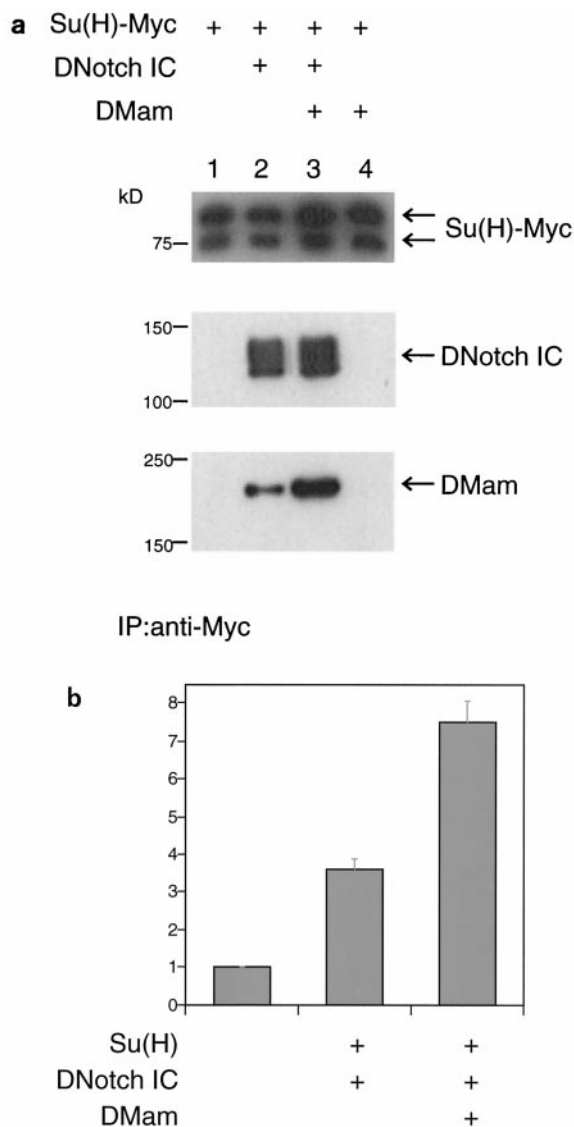 a
Su(H)-Myc + + + +
DNotch IC + +
DMam + +
1 2 3 4
kD
75
Su(H)-Myc
150
DNotch IC
100
250
DMam
150
IP:anti-Myc
b
8
7
6
5
4
3
2
1
0
Su(H) + +
DNotch IC + +
DMam +